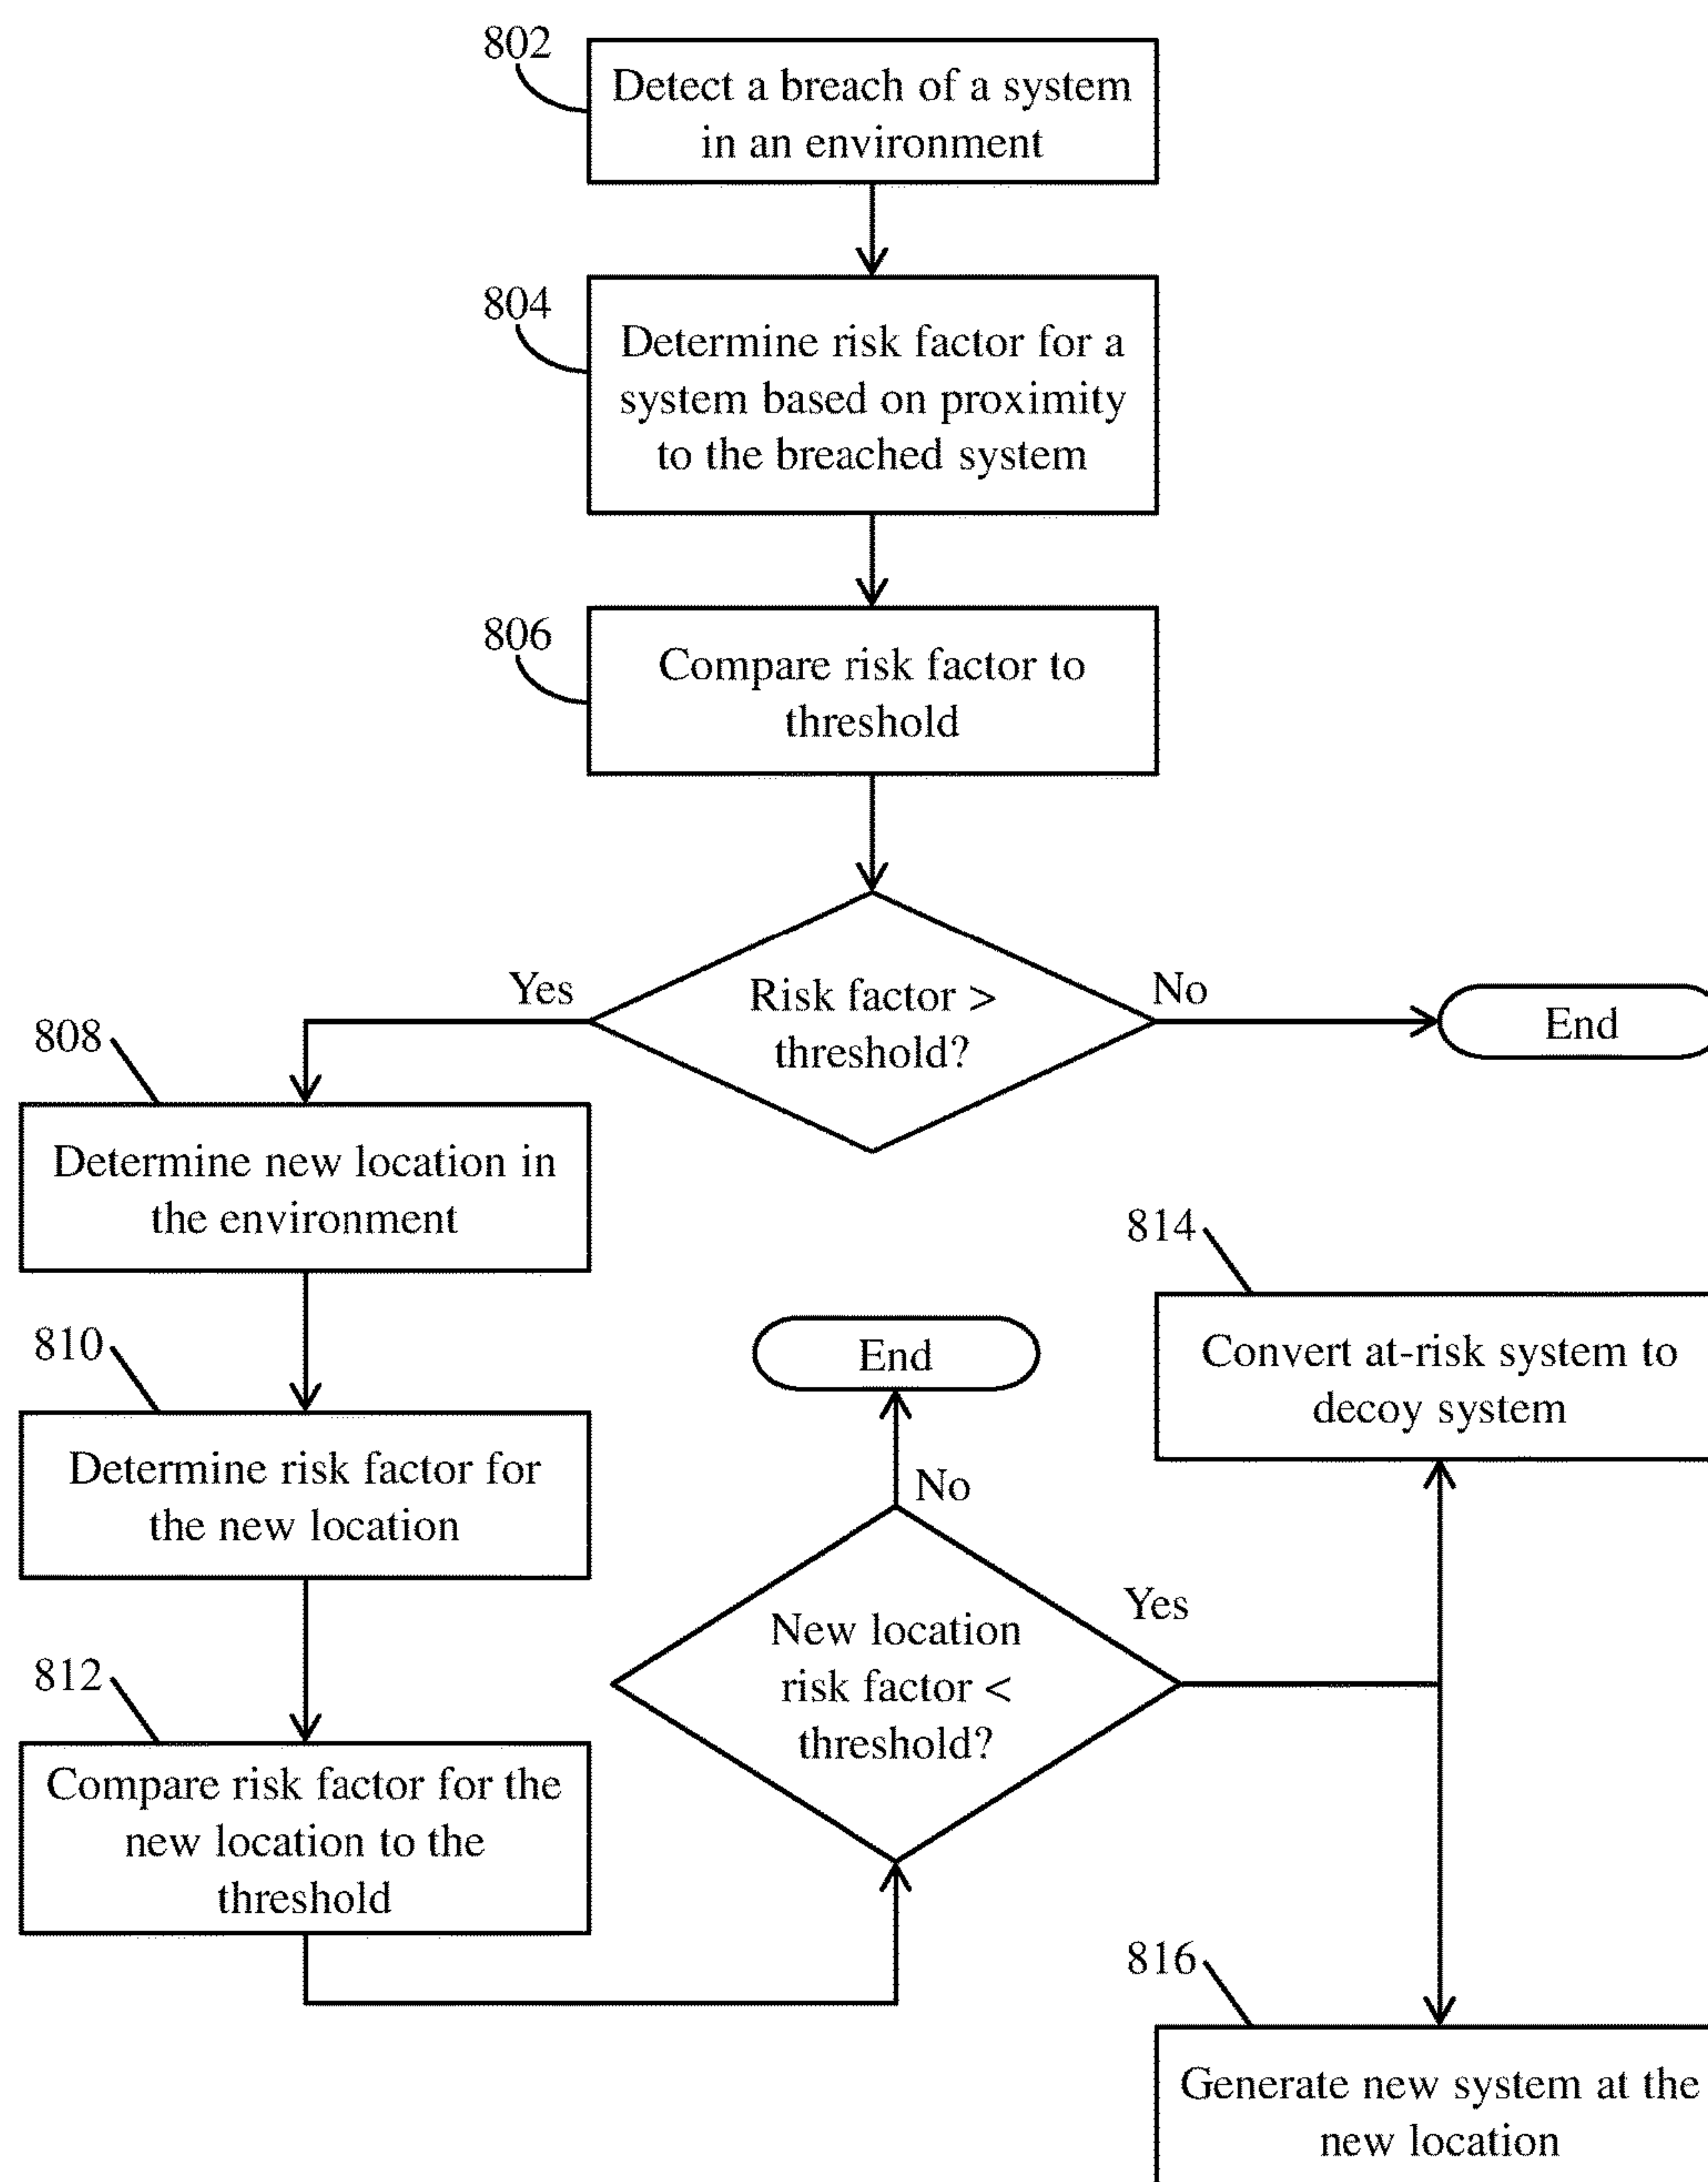 802
Detect a breach of a system
in an environment
804
Determine risk factor for a
system based on proximity
to the breached system
806
Compare risk factor to
threshold
Risk factor >
threshold?
Yes
No
End
808
Determine new location in
the environment
810
Determine risk factor for
the new location
812
Compare risk factor for the
new location to the
threshold
New location
risk factor <
threshold?
No
End
Yes
814
Convert at-risk system to
decoy system
816
Generate new system at the
new location